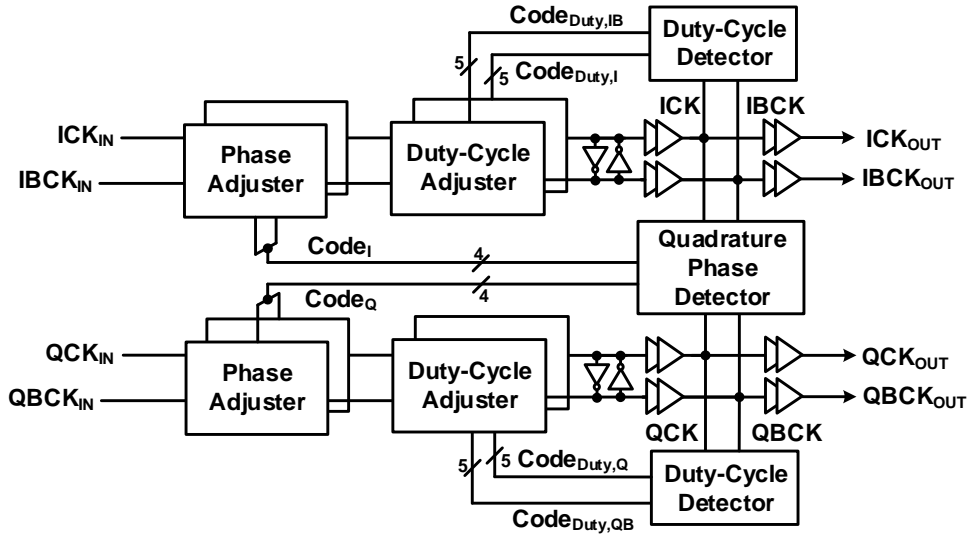 Code_Duty,IB
Duty-Cycle
Detector
5
5
Code_Duty,I
ICK
IBCK
ICK_IN
IBCK_IN
Phase
Adjuster
Duty-Cycle
Adjuster
ICK_OUT
IBCK_OUT
Code_I
4
Quadrature
Phase
Detector
Code_Q
4
QCK_IN
QBCK_IN
Phase
Adjuster
Duty-Cycle
Adjuster
QCK_OUT
QBCK_OUT
QCK
QBCK
5
5
Code_Duty,Q
Duty-Cycle
Detector
Code_Duty,QB